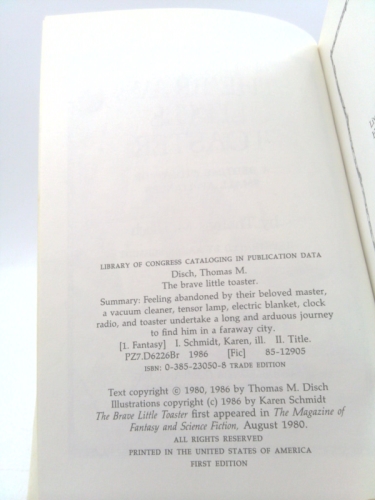 LIBRARY OF CONGRESS CATALOGING IN PUBLICATION DATA
Disch, Thomas M.
The brave little toaster.
Summary: Feeling abandoned by their beloved master,
a vacuum cleaner, tensor lamp, electric blanket, clock
radio, and toaster undertake a long and arduous journey
to find him in a faraway city.
[1. Fantasy] I. Schmidt, Karen, ill. II. Title.
PZ7.D6226Br 1986 [Fic] 85-12905
ISBN: 0-385-23050-8 TRADE EDITION
Text copyright © 1980, 1986 by Thomas M. Disch
Illustrations copyright (c) 1986 by Karen Schmidt
The Brave Little Toaster first appeared in The Magazine of
Fantasy and Science Fiction, August 1980.
ALL RIGHTS RESERVED
PRINTED IN THE UNITED STATES OF AMERICA
FIRST EDITION